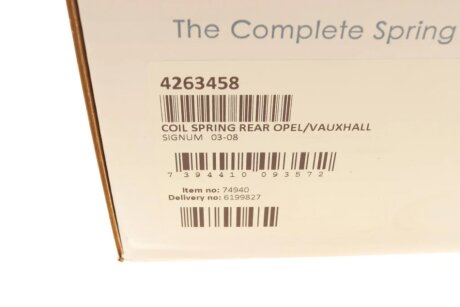 The Complete Spring
4263458
COIL SPRING REAR OPEL/VAUXHALL
SIGNUM 03-08
7 394410 093572
Item no: 74940
Delivery no: 6199827